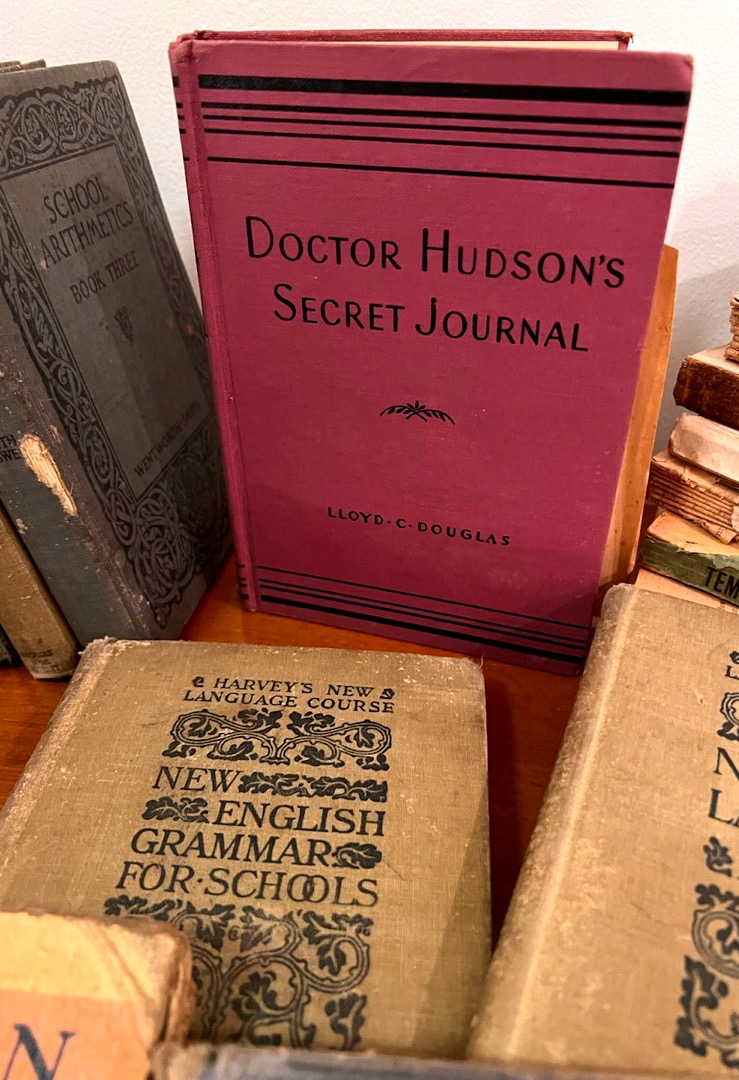 SCHOOL
ARITHMETICS
BOOK THREE
WENTWORTH-SMITH
DOCTOR HUDSON'S
SECRET JOURNAL
LLOYD·C·DOUGLAS
HARVEY'S NEW
LANGUAGE COURSE
NEW
ENGLISH
GRAMMAR
FOR·SCHOOLS
TEM
N
L
N